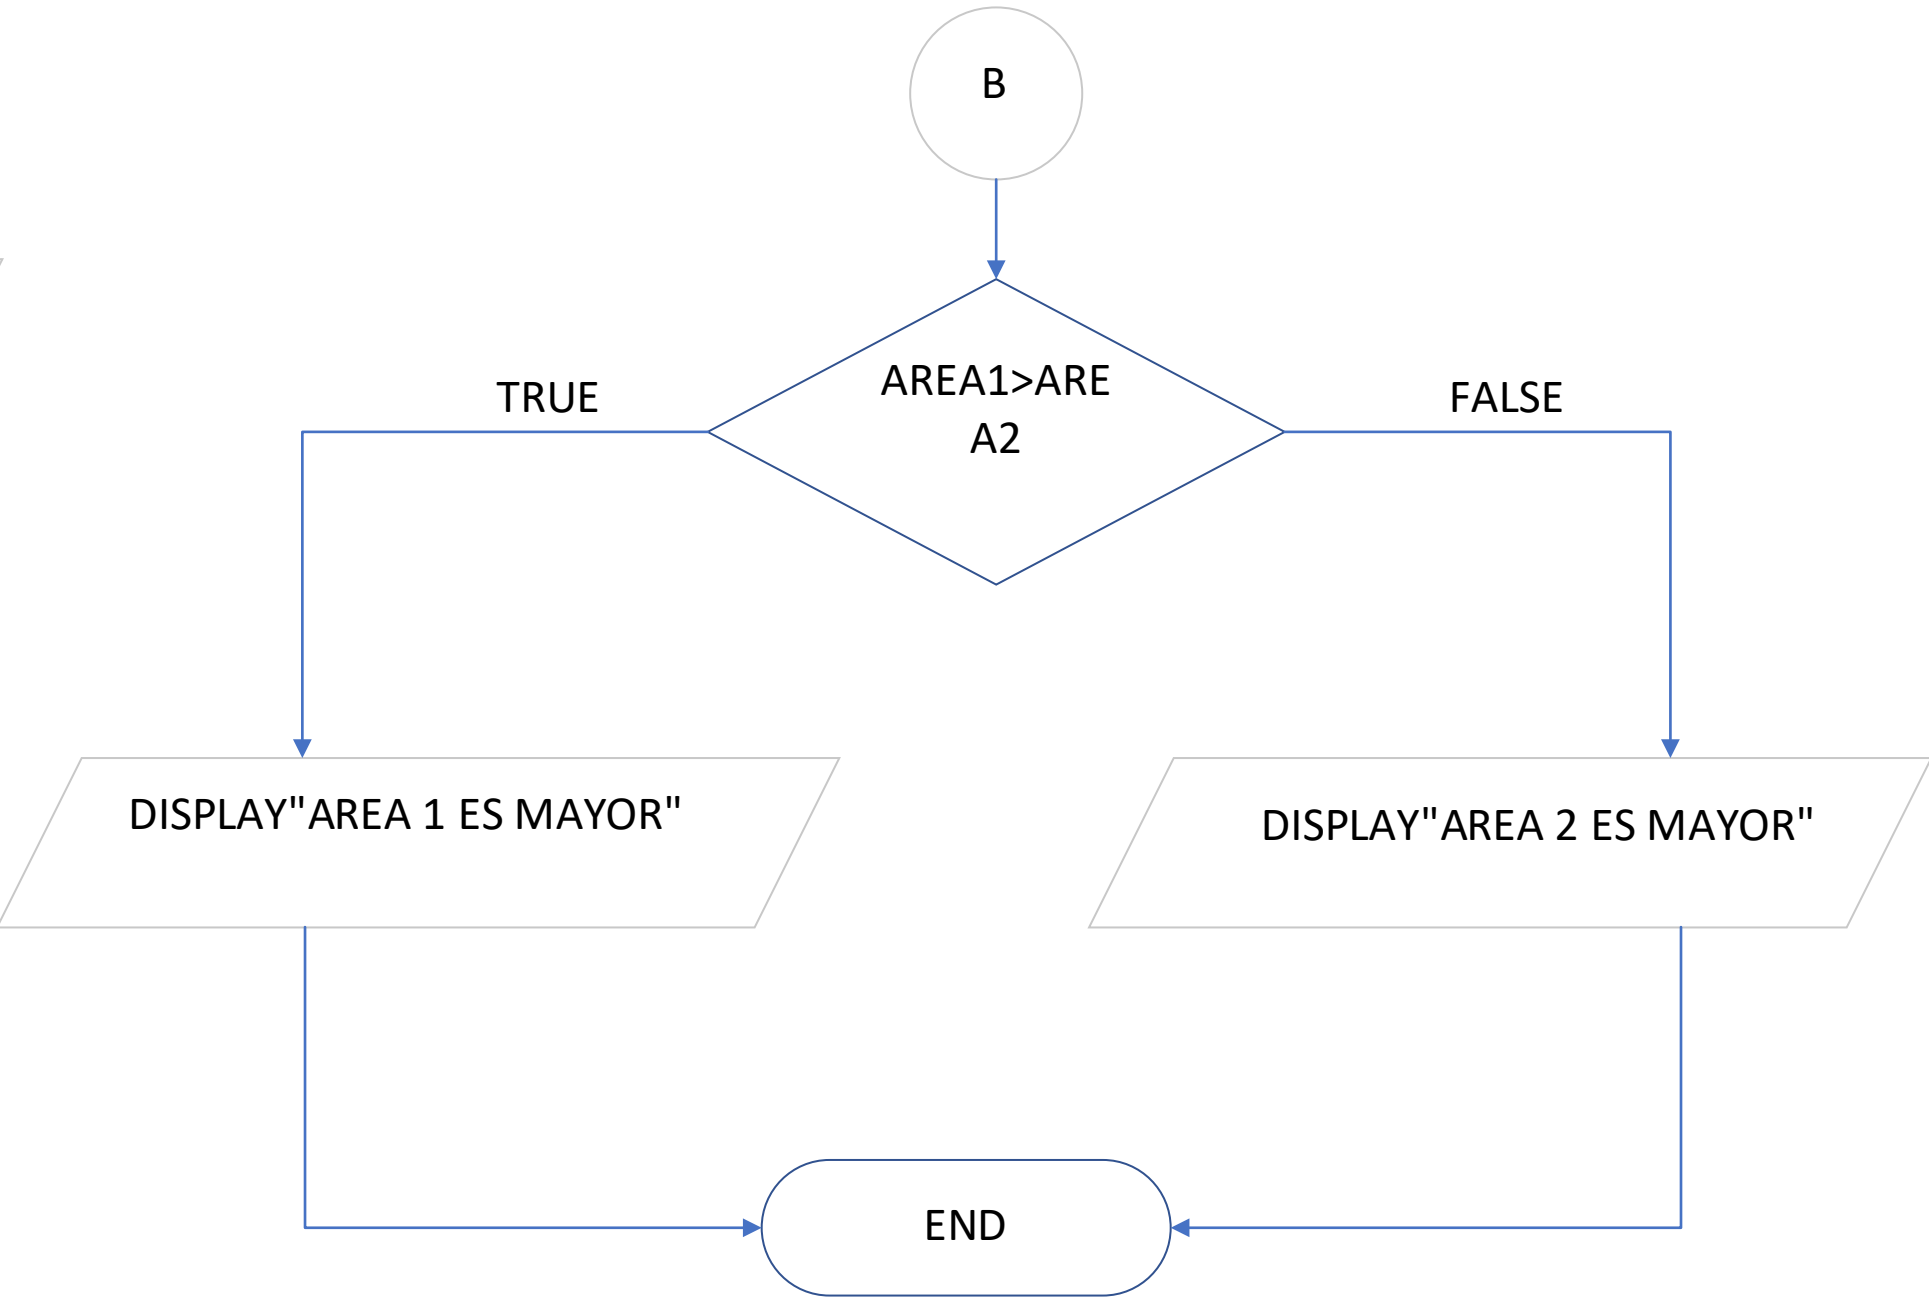 B
AREA1>ARE
A2
TRUE
FALSE
DISPLAY"AREA 1 ES MAYOR"
DISPLAY"AREA 2 ES MAYOR"
END